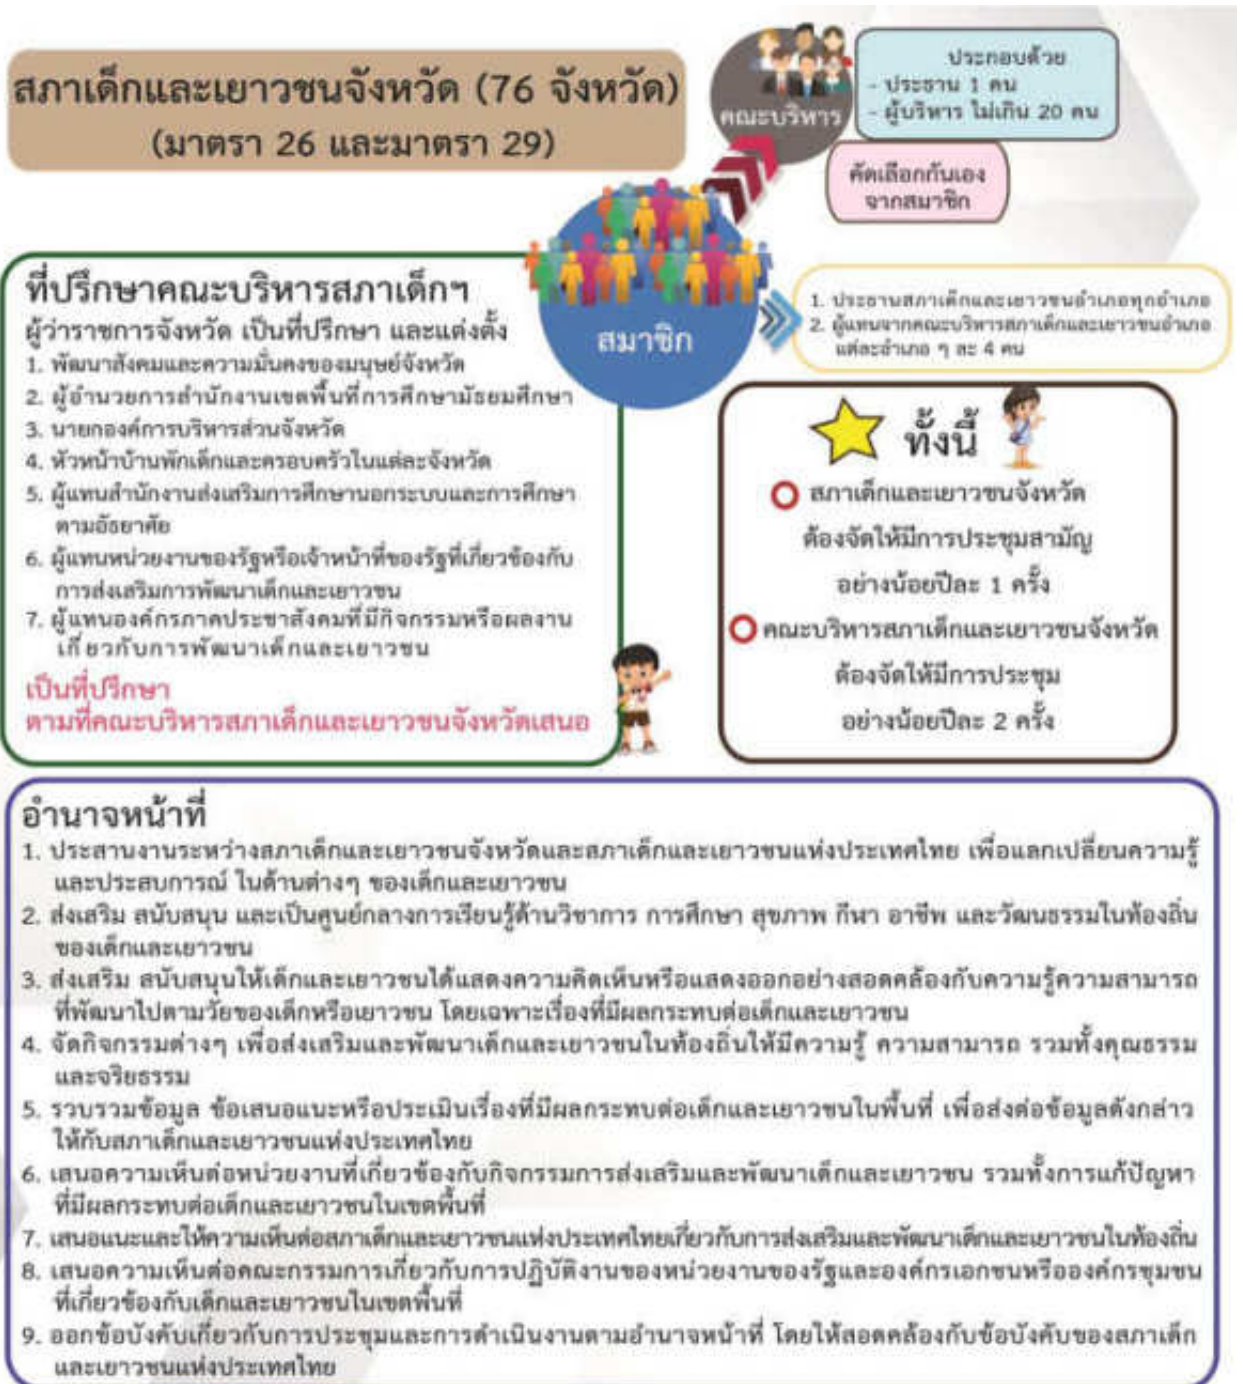 สภาเด็กและเยาวชนจังหวัด (76 จังหวัด)
(มาตรา 26 และมาตรา 29)
คณะบริหาร
ประกอบด้วย
- ประธาน 1 คน
- ผู้บริหาร ไม่เกิน 20 คน
คัดเลือกกันเอง
จากสมาชิก
สมาชิก
1. ประธานสภาเด็กและเยาวชนอำเภอทุกอำเภอ
2. ผู้แทนจากคณะบริหารสภาเด็กและเยาวชนอำเภอ
แต่ละอำเภอ ๆ ละ 4 คน
ที่ปรึกษาคณะบริหารสภาเด็กฯ
ผู้ว่าราชการจังหวัด เป็นที่ปรึกษา และแต่งตั้ง
1. พัฒนาสังคมและความมั่นคงของมนุษย์จังหวัด
2. ผู้อำนวยการสำนักงานเขตพื้นที่การศึกษามัธยมศึกษา
3. นายกองค์การบริหารส่วนจังหวัด
4. หัวหน้าบ้านพักเด็กและครอบครัวในแต่ละจังหวัด
5. ผู้แทนสำนักงานส่งเสริมการศึกษานอกระบบและการศึกษา
ตามอัธยาศัย
6. ผู้แทนหน่วยงานของรัฐหรือเจ้าหน้าที่ของรัฐที่เกี่ยวข้องกับ
การส่งเสริมการพัฒนาเด็กและเยาวชน
7. ผู้แทนองค์กรภาคประชาสังคมที่มีกิจกรรมหรือผลงาน
เกี่ยวกับการพัฒนาเด็กและเยาวชน
เป็นที่ปรึกษา
ตามที่คณะบริหารสภาเด็กและเยาวชนจังหวัดเสนอ
ทั้งนี้
สภาเด็กและเยาวชนจังหวัด
ต้องจัดให้มีการประชุมสามัญ
อย่างน้อยปีละ 1 ครั้ง
คณะบริหารสภาเด็กและเยาวชนจังหวัด
ต้องจัดให้มีการประชุม
อย่างน้อยปีละ 2 ครั้ง
อำนาจหน้าที่
1. ประสานงานระหว่างสภาเด็กและเยาวชนจังหวัดและสภาเด็กและเยาวชนแห่งประเทศไทย เพื่อแลกเปลี่ยนความรู้
และประสบการณ์ ในด้านต่างๆ ของเด็กและเยาวชน
2. ส่งเสริม สนับสนุน และเป็นศูนย์กลางการเรียนรู้ด้านวิชาการ การศึกษา สุขภาพ กีฬา อาชีพ และวัฒนธรรมในท้องถิ่น
ของเด็กและเยาวชน
3. ส่งเสริม สนับสนุนให้เด็กและเยาวชนได้แสดงความคิดเห็นหรือแสดงออกอย่างสอดคล้องกับความรู้ความสามารถ
ที่พัฒนาไปตามวัยของเด็กหรือเยาวชน โดยเฉพาะเรื่องที่มีผลกระทบต่อเด็กและเยาวชน
4. จัดกิจกรรมต่างๆ เพื่อส่งเสริมและพัฒนาเด็กและเยาวชนในท้องถิ่นให้มีความรู้ ความสามารถ รวมทั้งคุณธรรม
และจริยธรรม
5. รวบรวมข้อมูล ข้อเสนอแนะหรือประเมินเรื่องที่มีผลกระทบต่อเด็กและเยาวชนในพื้นที่ เพื่อส่งต่อข้อมูลดังกล่าว
ให้กับสภาเด็กและเยาวชนแห่งประเทศไทย
6. เสนอความเห็นต่อหน่วยงานที่เกี่ยวข้องกับกิจกรรมการส่งเสริมและพัฒนาเด็กและเยาวชน รวมทั้งการแก้ปัญหา
ที่มีผลกระทบต่อเด็กและเยาวชนในเขตพื้นที่
7. เสนอแนะและให้ความเห็นต่อสภาเด็กและเยาวชนแห่งประเทศไทยเกี่ยวกับการส่งเสริมและพัฒนาเด็กและเยาวชนในท้องถิ่น
8. เสนอความเห็นต่อคณะกรรมการเกี่ยวกับการปฏิบัติงานของหน่วยงานของรัฐและองค์กรเอกชนหรือองค์กรชุมชน
ที่เกี่ยวข้องกับเด็กและเยาวชนในเขตพื้นที่
9. ออกข้อบังคับเกี่ยวกับการประชุมและการดำเนินงานตามอำนาจหน้าที่ โดยให้สอดคล้องกับข้อบังคับของสภาเด็ก
และเยาวชนแห่งประเทศไทย